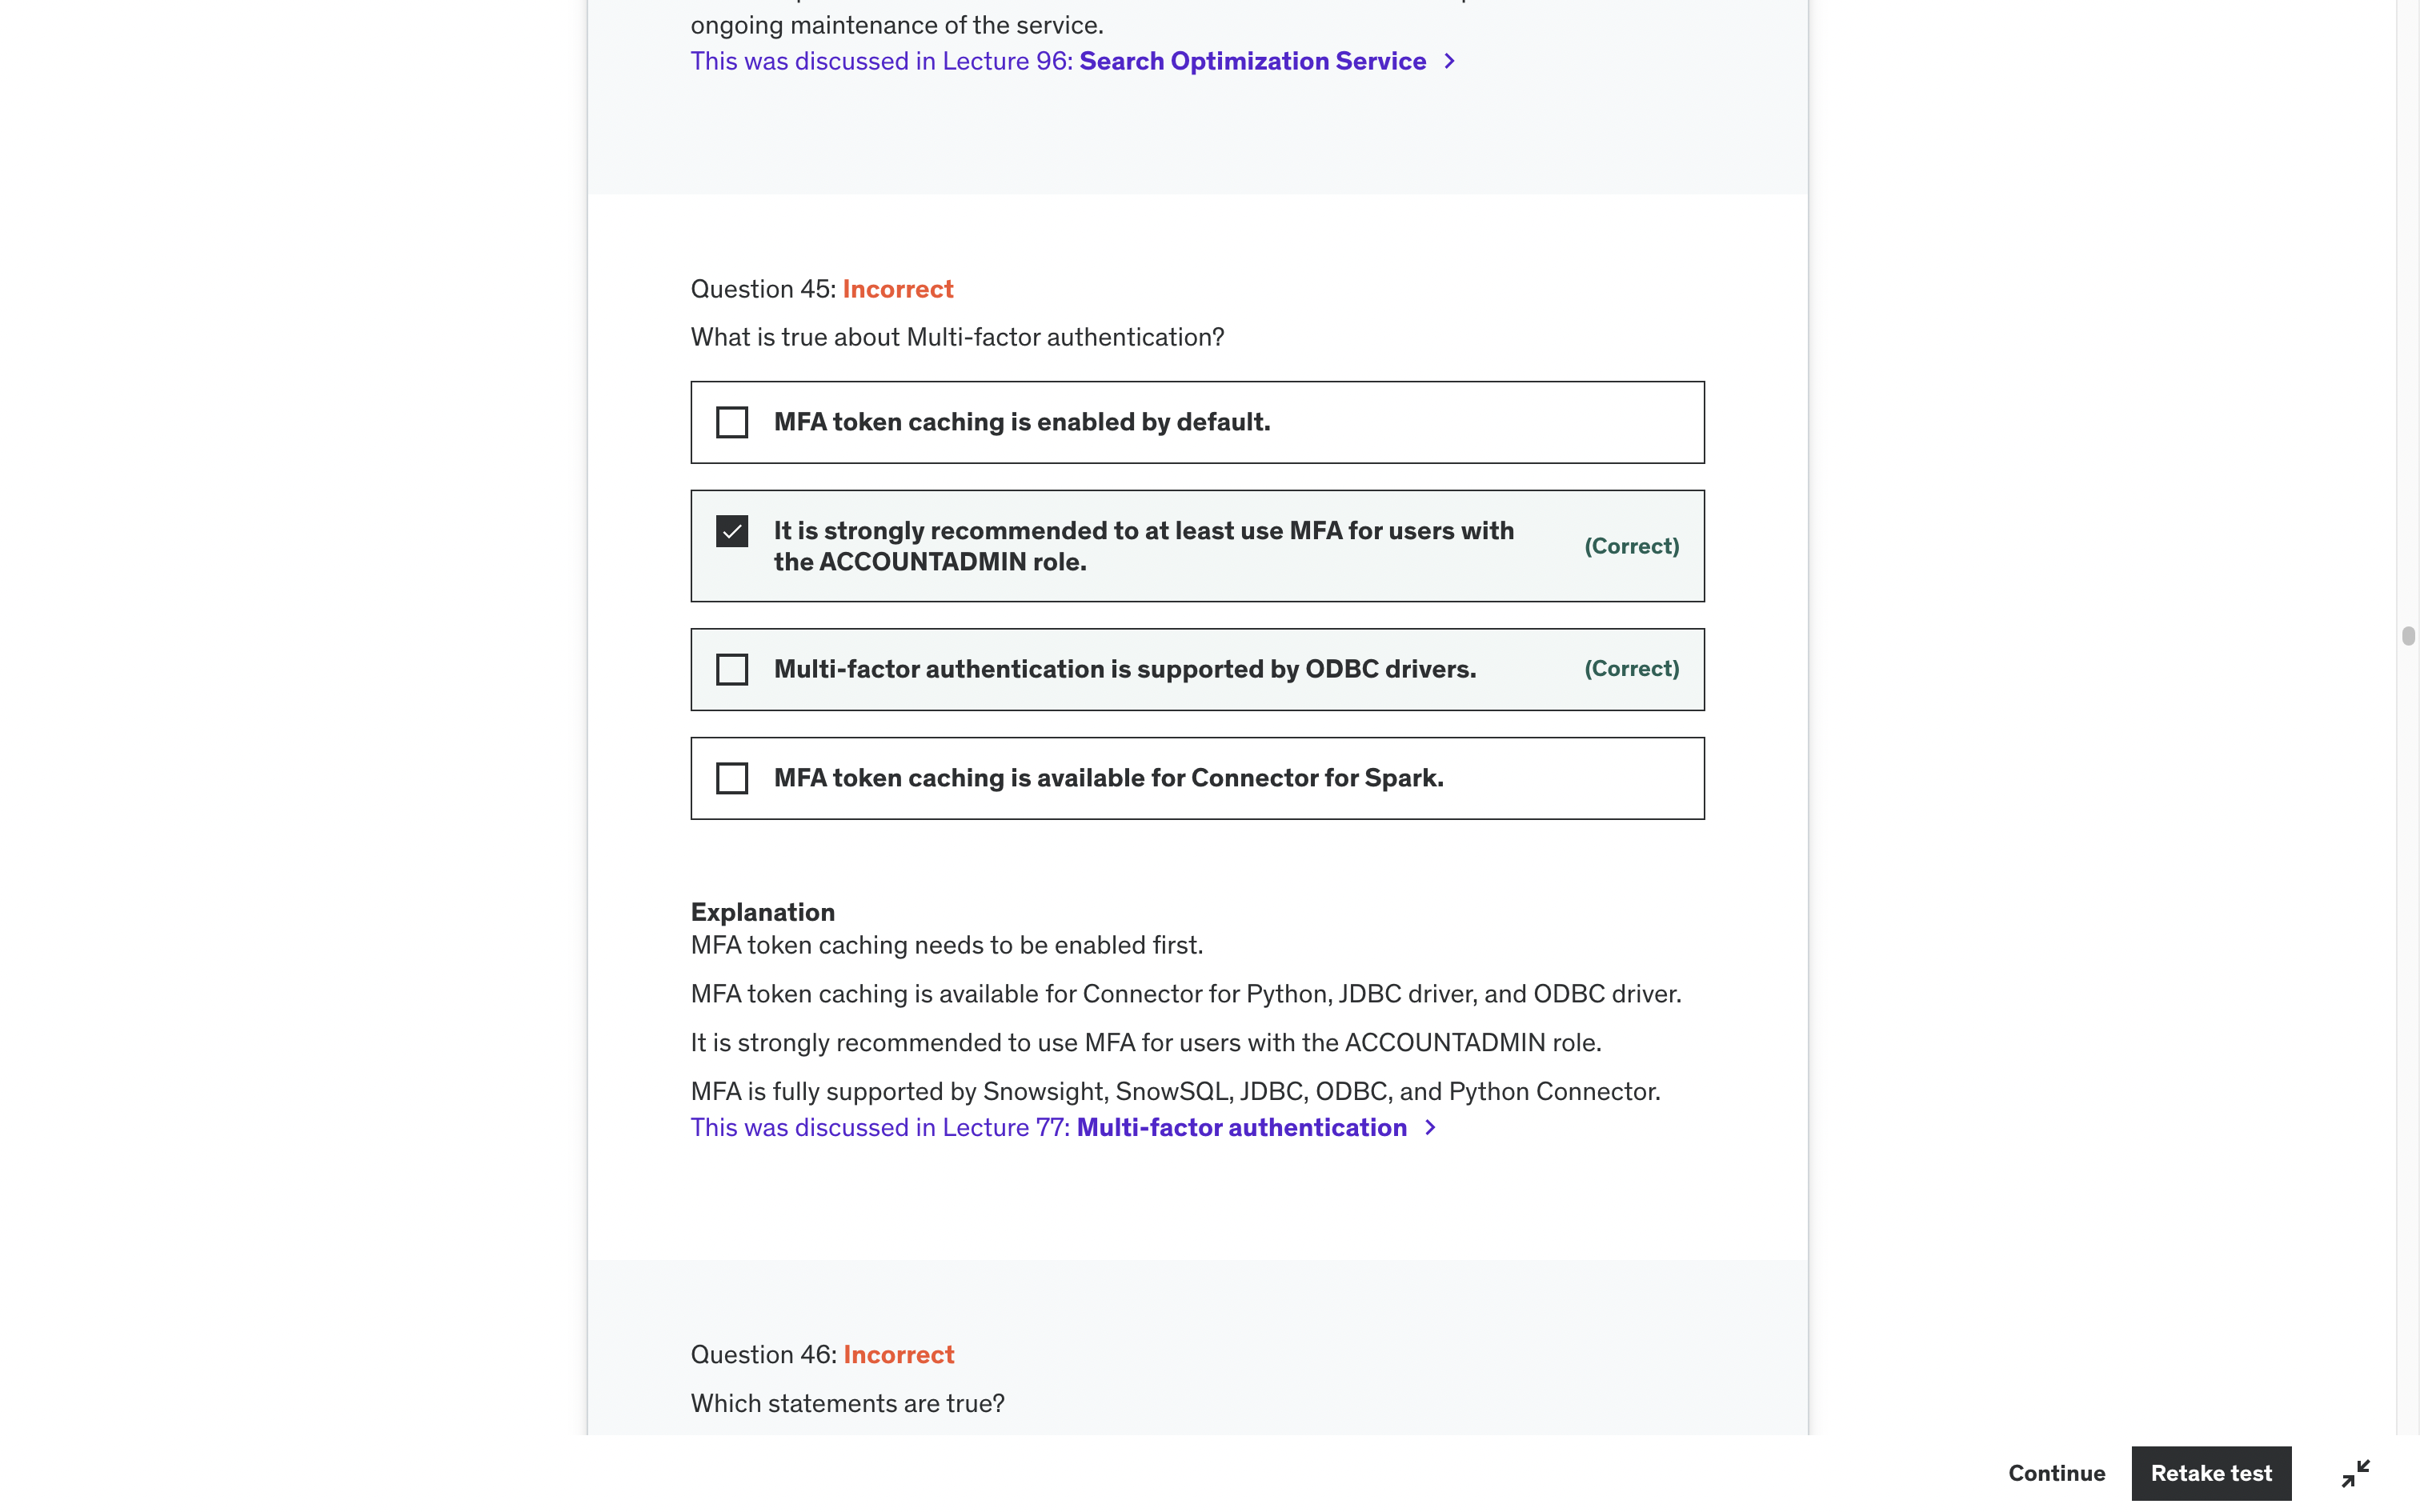 ongoing maintenance of the service.
This was discussed in Lecture 96: Search Optimization Service
Question 45: Incorrect
What is true about Multi-factor authentication?
MFA token caching is enabled by default.
It is strongly recommended to at least use MFA for users with
the ACCOUNTADMIN role.
(Correct)
Multi-factor authentication is supported by ODBC drivers.
(Correct)
MFA token caching is available for Connector for Spark.
Explanation
MFA token caching needs to be enabled first.
MFA token caching is available for Connector for Python, JDBC driver, and ODBC driver.
It is strongly recommended to use MFA for users with the ACCOUNTADMIN role.
MFA is fully supported by Snowsight, SnowSQL, JDBC, ODBC, and Python Connector.
This was discussed in Lecture 77: Multi-factor authentication
Question 46: Incorrect
Which statements are true?
Continue
Retake test